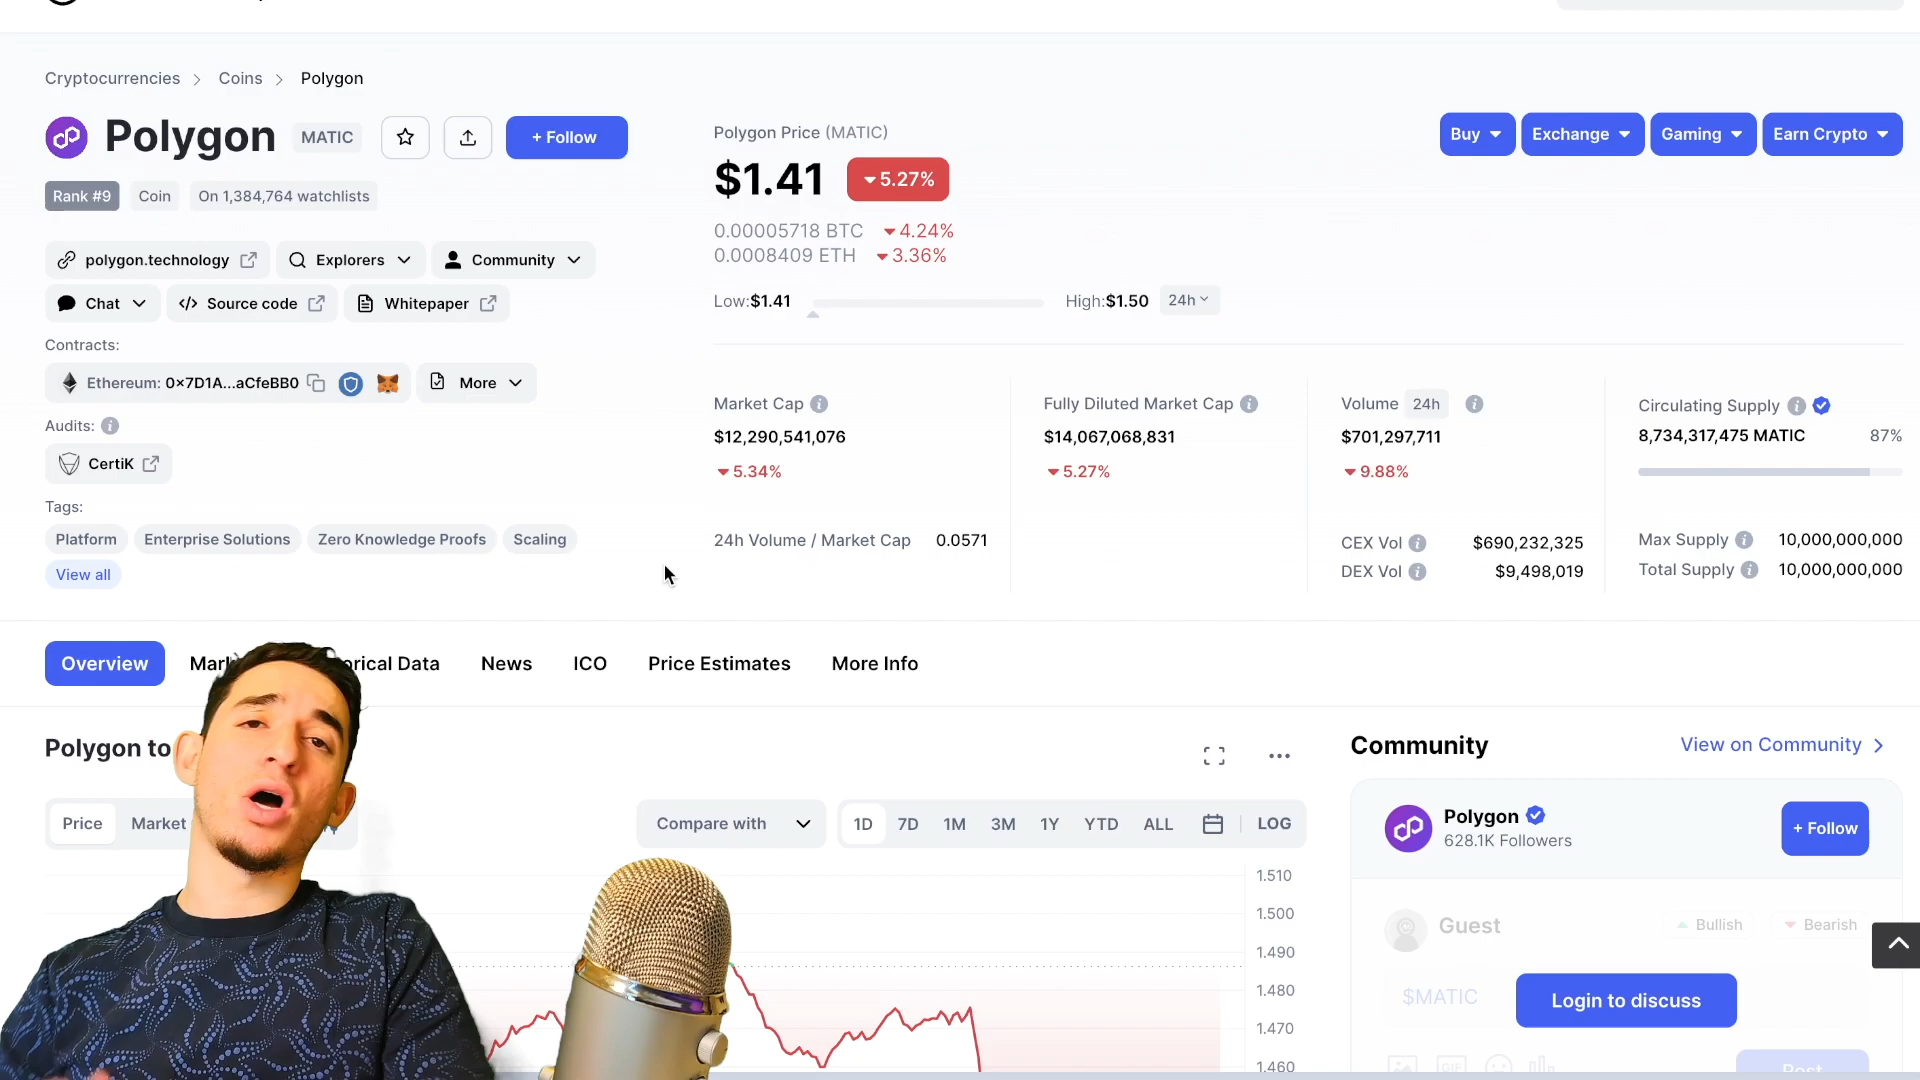 Cryptocurrencies > Coins > Polygon
Polygon MATIC + Follow
Rank #9 Coin On 1,384,764 watchlists
polygon.technology Explorers Community
Chat Source code Whitepaper
Contracts:
Ethereum: 0x7D1A...aCfeBB0 More
Audits:
CertiK
Tags:
Platform Enterprise Solutions Zero Knowledge Proofs Scaling
View all
Polygon Price (MATIC)
$1.41 5.27%
0.00005718 BTC 4.24%
0.0008409 ETH 3.36%
Low:$1.41 High:$1.50 24h
Buy Exchange Gaming Earn Crypto
Market Cap
$12,290,541,076
5.34%
24h Volume / Market Cap 0.0571
Fully Diluted Market Cap
$14,067,068,831
5.27%
Volume 24h
$701,297,711
9.88%
CEX Vol $690,232,325
DEX Vol $9,498,019
Circulating Supply
8,734,317,475 MATIC 87%
Max Supply 10,000,000,000
Total Supply 10,000,000,000
Overview News ICO Price Estimates More Info
orical Data
Polygon to
Price Market
Compare with 1D 7D 1M 3M 1Y YTD ALL LOG
1.510
1.500
1.490
1.480
1.470
1.460
Community View on Community
Polygon
628.1K Followers
+ Follow
Guest Bullish Bearish
$MATIC
Login to discuss
GIF Post